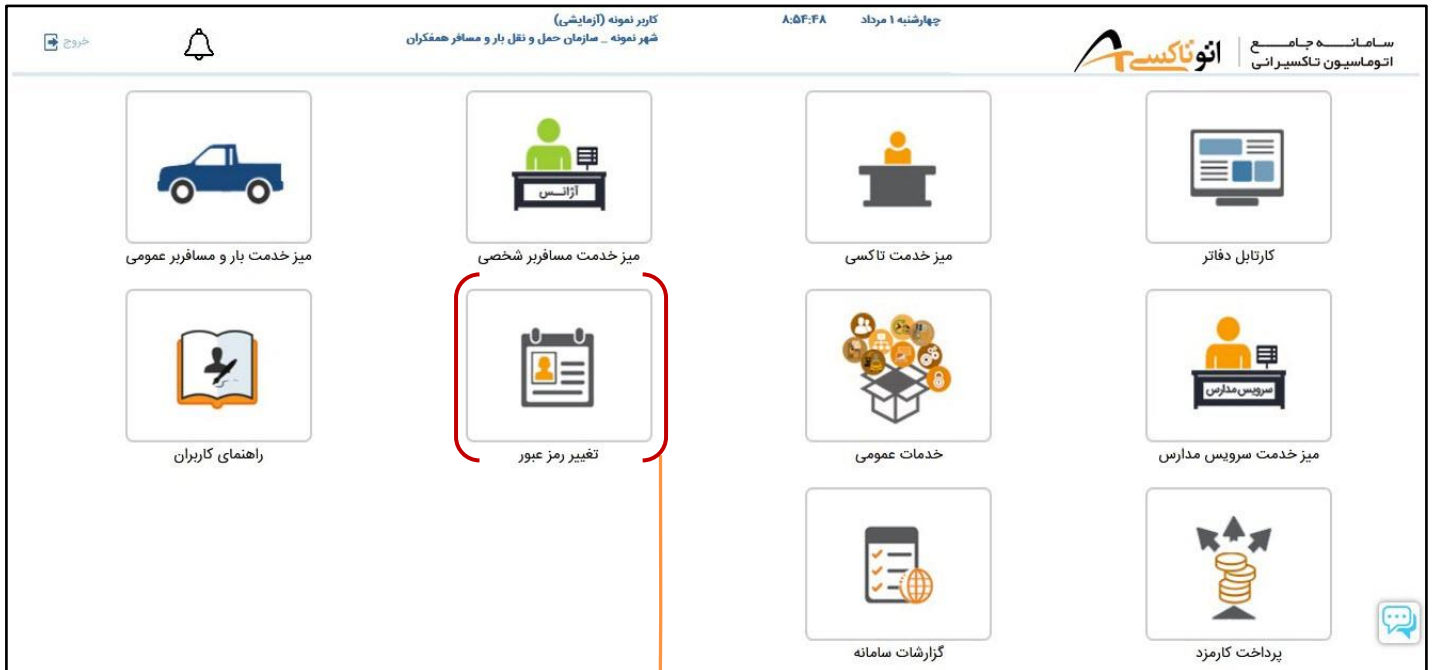 سامانه جامع
اتوماسیون تاکسیرانی
اتوتاکسی
چهارشنبه ۱ مرداد ۸:۵۴:۴۸
کاربر نمونه (آزمایشی)
شهر نمونه _ سازمان حمل و نقل بار و مسافر همفکران
خروج
کارتابل دفاتر
میز خدمت تاکسی
آژانس
میز خدمت مسافربر شخصی
میز خدمت بار و مسافربر عمومی
سرویس مدارس
میز خدمت سرویس مدارس
خدمات عمومی
تغییر رمز عبور
راهنمای کاربران
پرداخت کارمزد
گزارشات سامانه